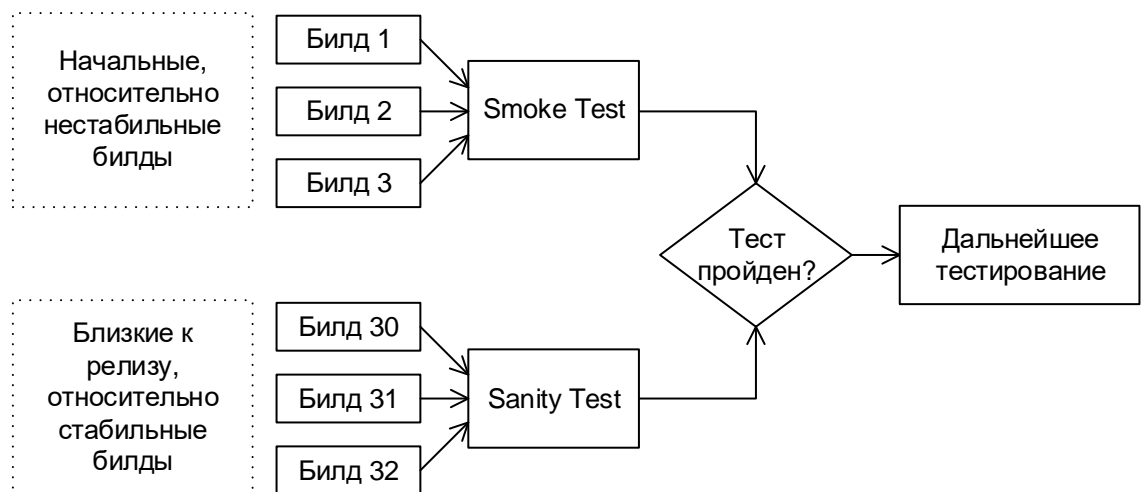 Начальные,
относительно
нестабильные
билды
Билд 1
Билд 2
Билд 3
Smoke Test
Тест
пройден?
Дальнейшее
тестирование
Близкие к
релизу,
относительно
стабильные
билды
Билд 30
Билд 31
Билд 32
Sanity Test